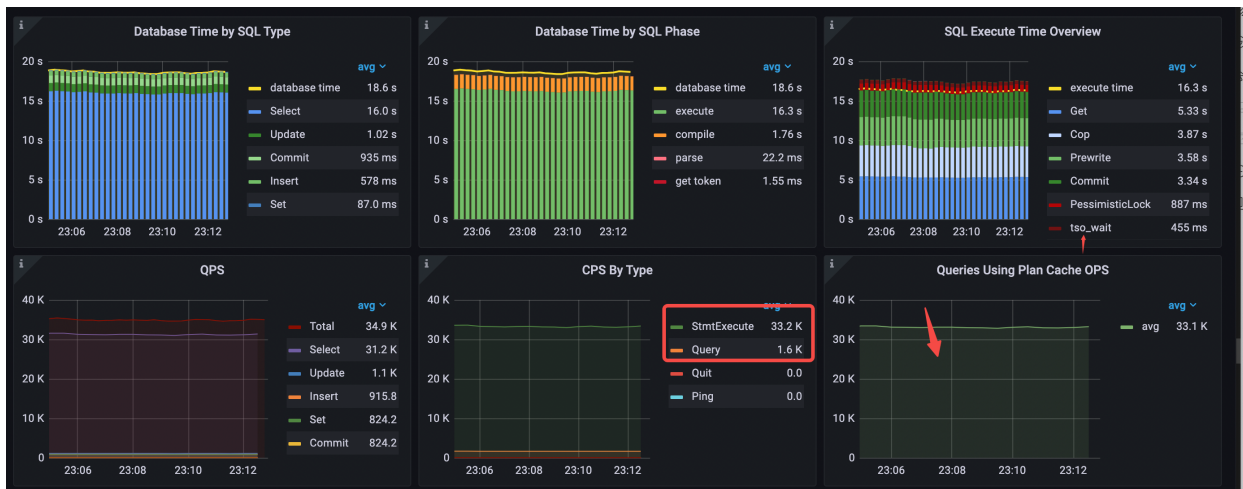 Database Time by SQL Type
20 s
15 s
10 s
5 s
0 s
23:06 23:08 23:10 23:12
avg
database time 18.6 s
Select 16.0 s
Update 1.02 s
Commit 935 ms
Insert 578 ms
Set 87.0 ms
Database Time by SQL Phase
20 s
15 s
10 s
5 s
0 s
23:06 23:08 23:10 23:12
avg
database time 18.6 s
execute 16.3 s
compile 1.76 s
parse 22.2 ms
get token 1.55 ms
SQL Execute Time Overview
20 s
15 s
10 s
5 s
0 s
23:06 23:08 23:10 23:12
avg
execute time 16.3 s
Get 5.33 s
Cop 3.87 s
Prewrite 3.58 s
Commit 3.34 s
PessimisticLock 887 ms
tso_wait 455 ms
QPS
40 K
30 K
20 K
10 K
0
23:06 23:08 23:10 23:12
avg
Total 34.9 K
Select 31.2 K
Update 1.1 K
Insert 915.8
Set 824.2
Commit 824.2
CPS By Type
40 K
30 K
20 K
10 K
0
23:06 23:08 23:10 23:12
avg
StmtExecute 33.2 K
Query 1.6 K
Quit 0.0
Ping 0.0
Queries Using Plan Cache OPS
40 K
30 K
20 K
10 K
0
23:06 23:08 23:10 23:12
avg
avg 33.1 K